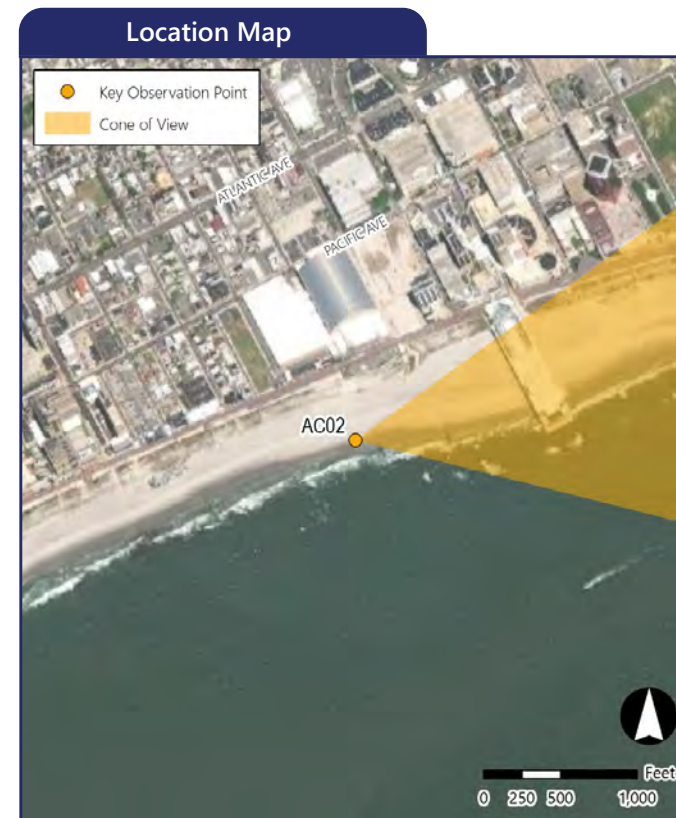 Location Map
Key Observation Point
Cone of View
ATLANTIC AVE
PACIFIC AVE
AC02
Feet
0 250 500 1,000